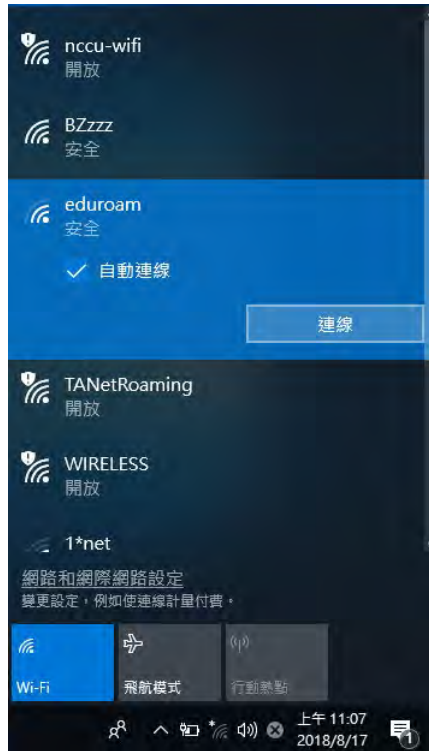 nccu-wifi
開放
BZzzz
安全
eduroam
安全
自動連線
連線
TANetRoaming
開放
WIRELESS
開放
1*net
網路和網際網路設定
變更設定，例如使連線計量付費。
Wi-Fi
飛航模式
行動熱點
上午 11:07
2018/8/17
1